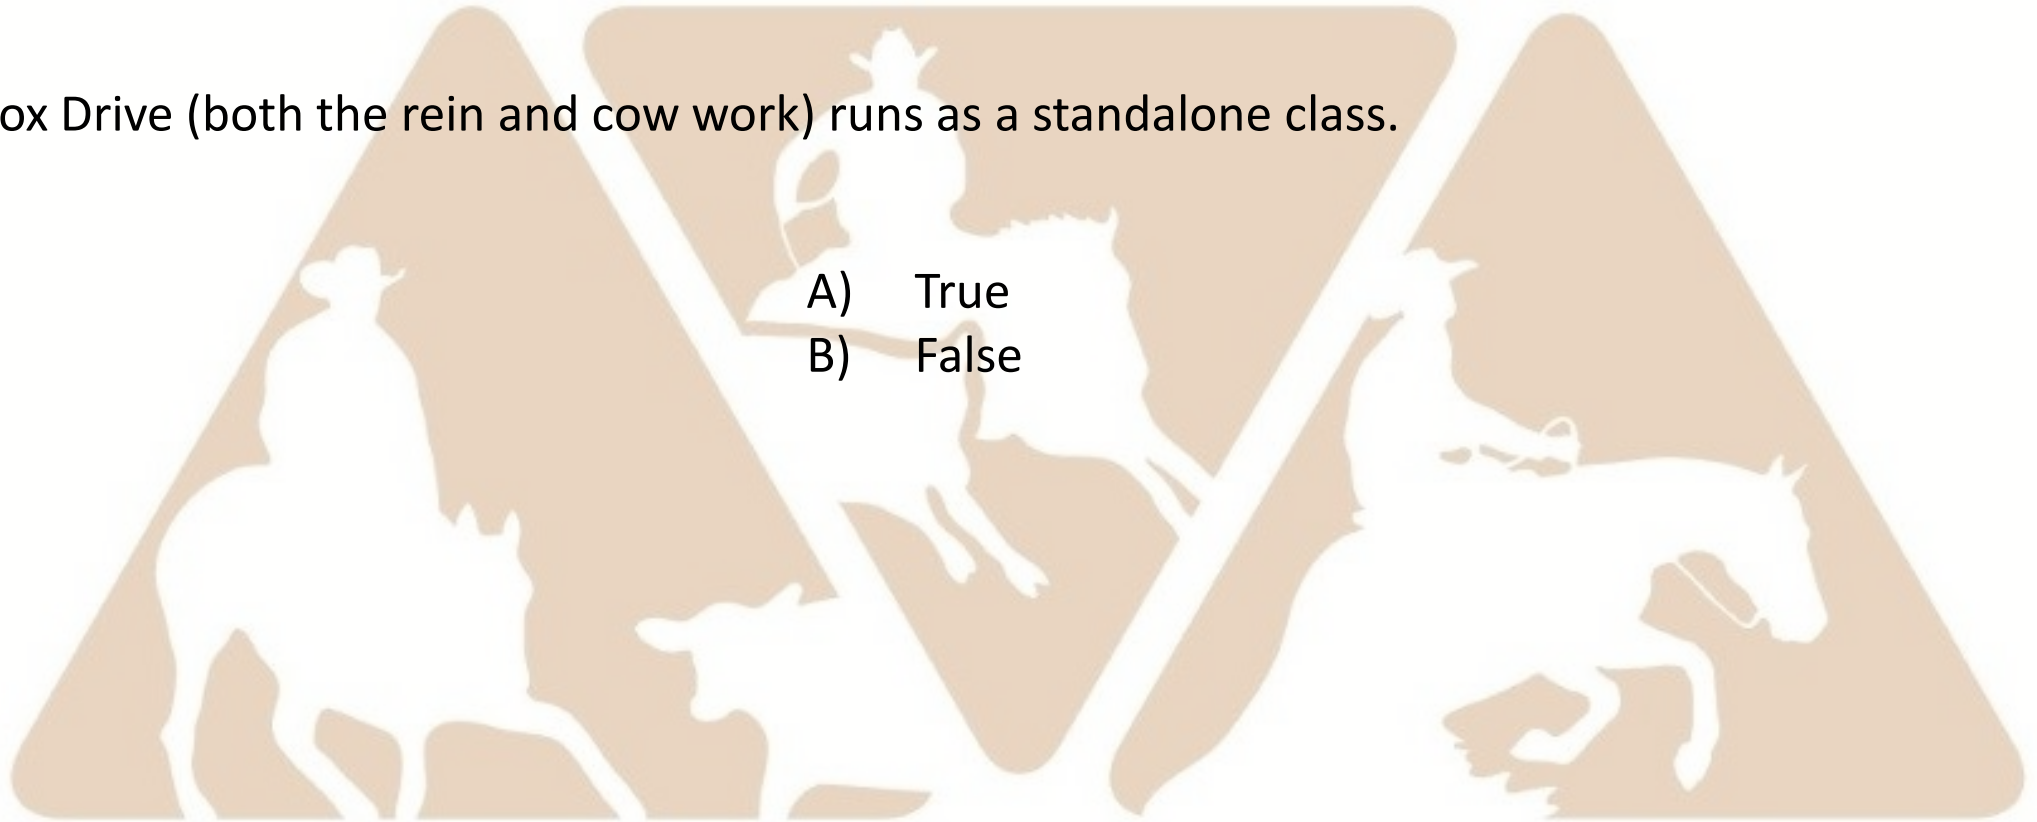 ox Drive (both the rein and cow work) runs as a standalone class.
A) True
B) False